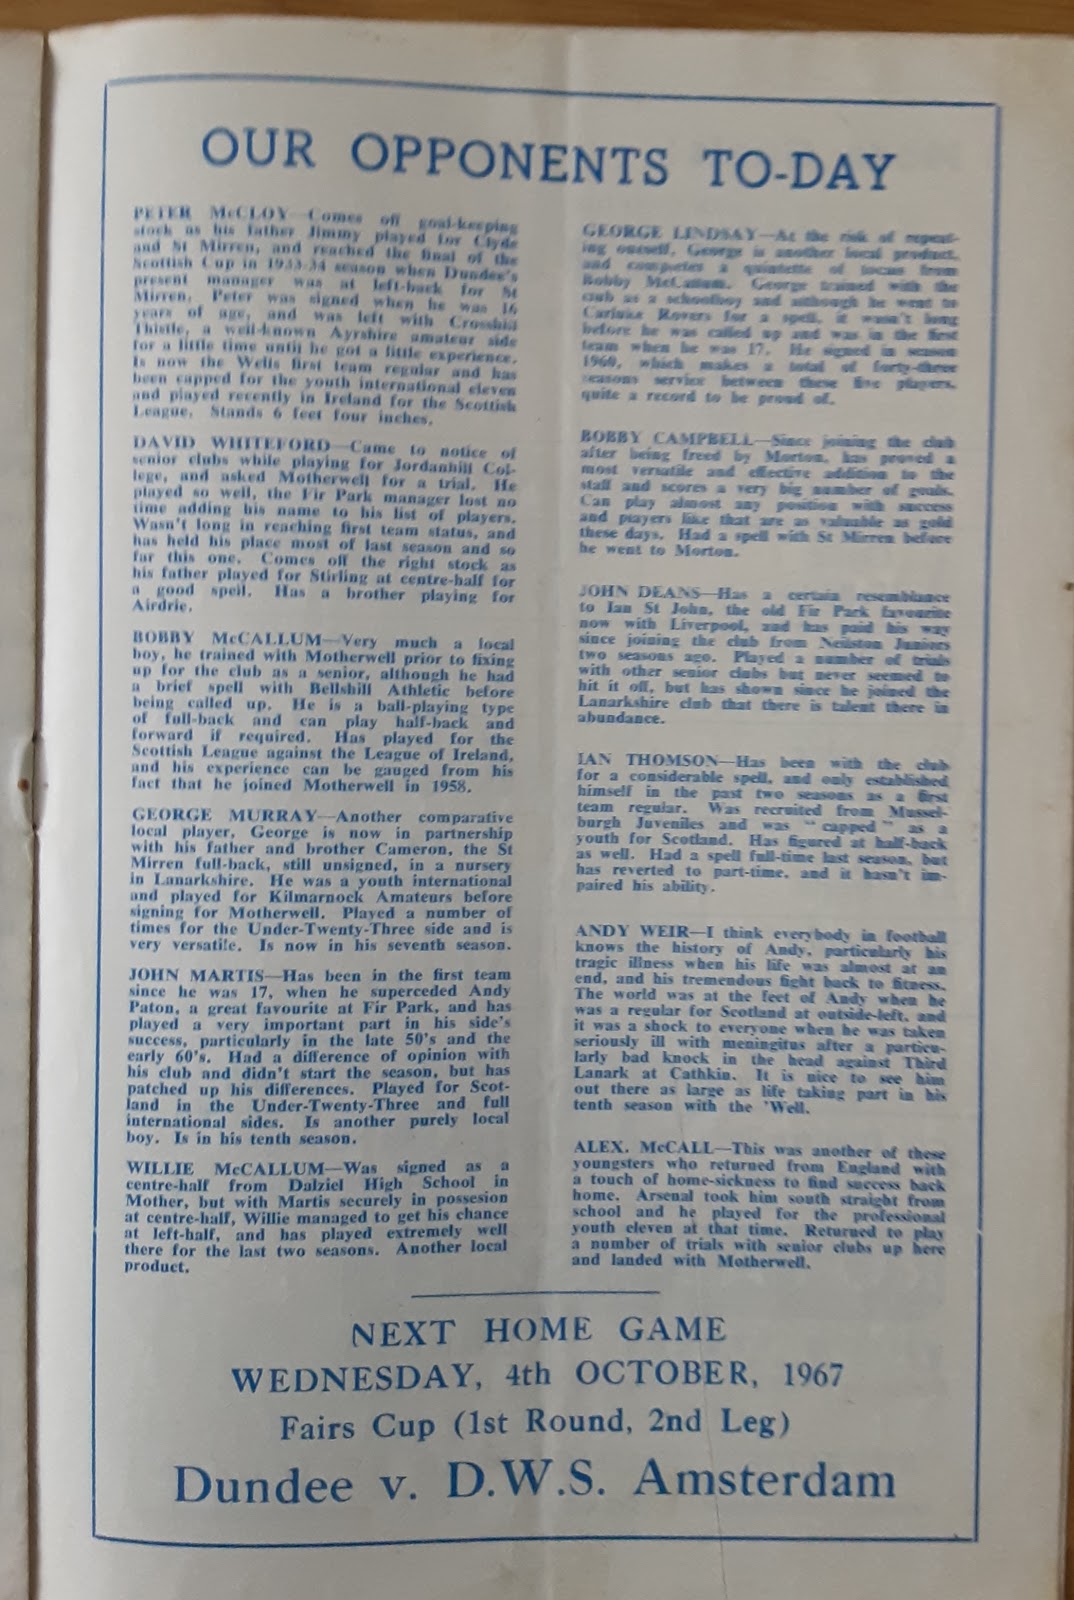 OUR OPPONENTS TO-DAY
PETER McCLOY—Comes off goal-keeping
stock as his father Jimmy played for Clyde
and St Mirren, and reached the final of the
Scottish Cup in 1933-34 season when Dundee's
present manager was at left-back for St
Mirren. Peter was signed when he was 16
years of age, and was left with Crosshill
Thistle, a well-known Ayrshire amateur side
for a little time until he got a little experience.
Is now the Wells first team regular and has
been capped for the youth international eleven
and played recently in Ireland for the Scottish
League. Stands 6 feet four inches.
DAVID WHITEFORD—Came to notice of
senior clubs while playing for Jordanhill Col-
lege, and asked Motherwell for a trial. He
played so well, the Fir Park manager lost no
time adding his name to his list of players.
Wasn't long in reaching first team status, and
has held his place most of last season and so
far this one. Comes off the right stock as
his father played for Stirling at centre-half for
a good spell. Has a brother playing for
Airdrie.
BOBBY McCALLUM—Very much a local
boy, he trained with Motherwell prior to fixing
up for the club as a senior, although he had
a brief spell with Bellshill Athletic before
being called up. He is a ball-playing type
of full-back and can play half-back and
forward if required. Has played for the
Scottish League against the League of Ireland,
and his experience can be gauged from his
fact that he joined Motherwell in 1958.
GEORGE MURRAY—Another comparative
local player, George is now in partnership
with his father and brother Cameron, the St
Mirren full-back, still unsigned, in a nursery
in Lanarkshire. He was a youth international
and played for Kilmarnock Amateurs before
signing for Motherwell. Played a number of
times for the Under-Twenty-Three side and is
very versatile. Is now in his seventh season.
JOHN MARTIS—Has been in the first team
since he was 17, when he superceded Andy
Paton, a great favourite at Fir Park, and has
played a very important part in his side's
success, particularly in the late 50's and the
early 60's. Had a difference of opinion with
his club and didn't start the season, but has
patched up his differences. Played for Scot-
land in the Under-Twenty-Three and full
international sides. Is another purely local
boy. Is in his tenth season.
WILLIE McCALLUM—Was signed as a
centre-half from Dalziel High School in
Mother, but with Martis securely in possesion
at centre-half, Willie managed to get his chance
at left-half, and has played extremely well
there for the last two seasons. Another local
product.
GEORGE LINDSAY—At the risk of repeat-
ing oneself, George is another local product,
and completes a quintette of locals from
Bobby McCallum. George trained with the
club as a schoolboy and although he went to
Carluke Rovers for a spell, it wasn't long
before he was called up and was in the first
team when he was 17. He signed in season
1960, which makes a total of forty-three
seasons service between these five players,
quite a record to be proud of.
BOBBY CAMPBELL—Since joining the club
after being freed by Morton, has proved a
most versatile and effective addition to the
staff and scores a very big number of goals.
Can play almost any position with success
and players like that are as valuable as gold
these days. Had a spell with St Mirren before
he went to Morton.
JOHN DEANS—Has a certain resemblance
to Ian St John, the old Fir Park favourite
now with Liverpool, and has paid his way
since joining the club from Neilston Juniors
two seasons ago. Played a number of trials
with other senior clubs but never seemed to
hit it off, but has shown since he joined the
Lanarkshire club that there is talent there in
abundance.
IAN THOMSON—Has been with the club
for a considerable spell, and only established
himself in the past two seasons as a first
team regular. Was recruited from Mussel-
burgh Juveniles and was "capped" as a
youth for Scotland. Has figured at half-back
as well. Had a spell full-time last season, but
has reverted to part-time, and it hasn't im-
paired his ability.
ANDY WEIR—I think everybody in football
knows the history of Andy, particularly his
tragic illness when his life was almost at an
end, and his tremendous fight back to fitness.
The world was at the feet of Andy when he
was a regular for Scotland at outside-left, and
it was a shock to everyone when he was taken
seriously ill with meningitus after a particu-
larly bad knock in the head against Third
Lanark at Cathkin. It is nice to see him
out there as large as life taking part in his
tenth season with the 'Well.
ALEX. McCALL—This was another of these
youngsters who returned from England with
a touch of home-sickness to find success back
home. Arsenal took him south straight from
school and he played for the professional
youth eleven at that time. Returned to play
a number of trials with senior clubs up here
and landed with Motherwell.
NEXT HOME GAME
WEDNESDAY, 4th OCTOBER, 1967
Fairs Cup (1st Round, 2nd Leg)
Dundee v. D.W.S. Amsterdam